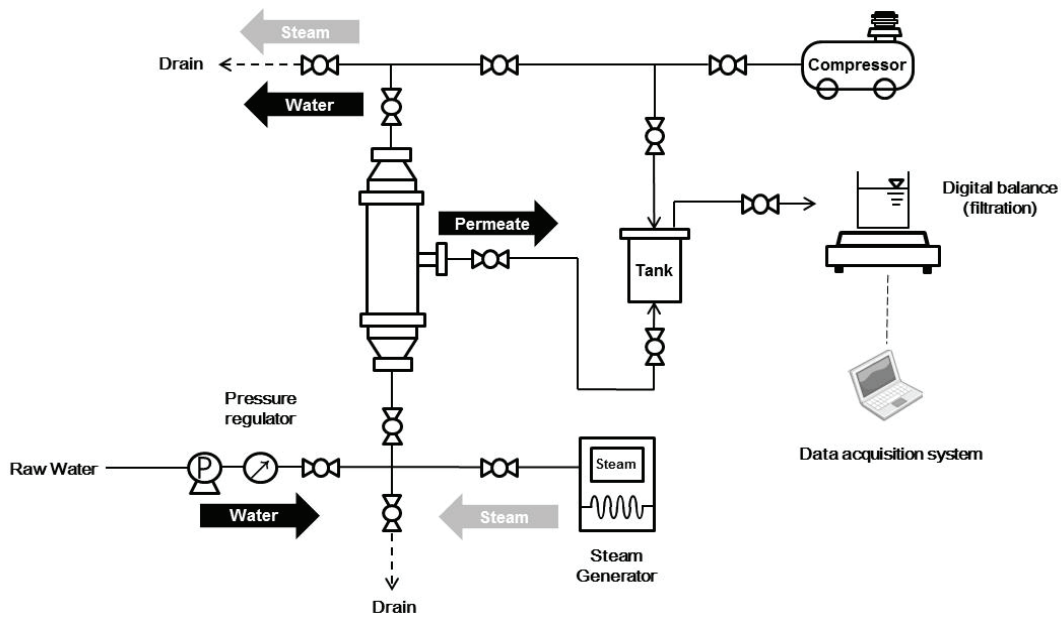 Steam
Drain
Water
Compressor
Permeate
Digital balance
(filtration)
Tank
Pressure
regulator
Data acquisition system
Raw Water
P
Steam
Water
Steam
Steam
Generator
Drain